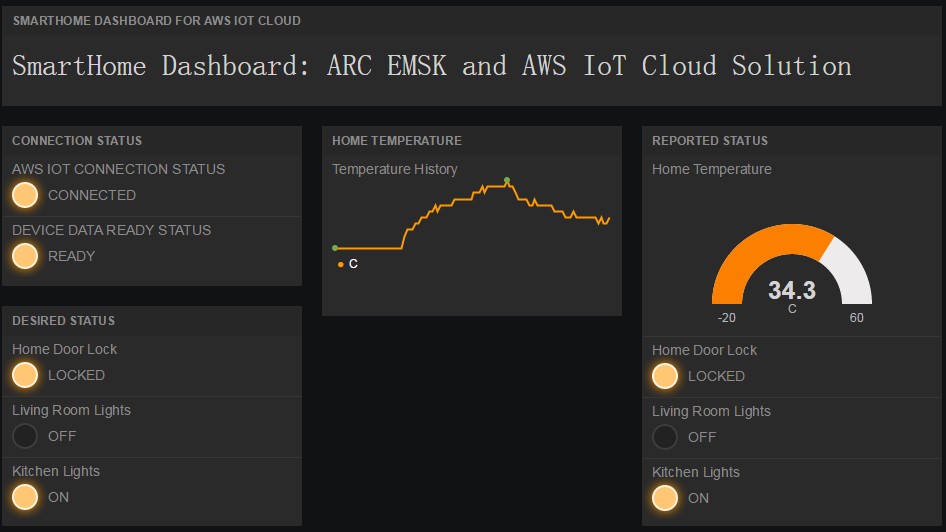 SMARTHOME DASHBOARD FOR AWS IOT CLOUD
SmartHome Dashboard: ARC EMSK and AWS IoT Cloud Solution
CONNECTION STATUS
AWS IOT CONNECTION STATUS
CONNECTED
DEVICE DATA READY STATUS
READY
DESIRED STATUS
Home Door Lock
LOCKED
Living Room Lights
OFF
Kitchen Lights
ON
HOME TEMPERATURE
Temperature History
C
REPORTED STATUS
Home Temperature
34.3
C
-20
60
Home Door Lock
LOCKED
Living Room Lights
OFF
Kitchen Lights
ON